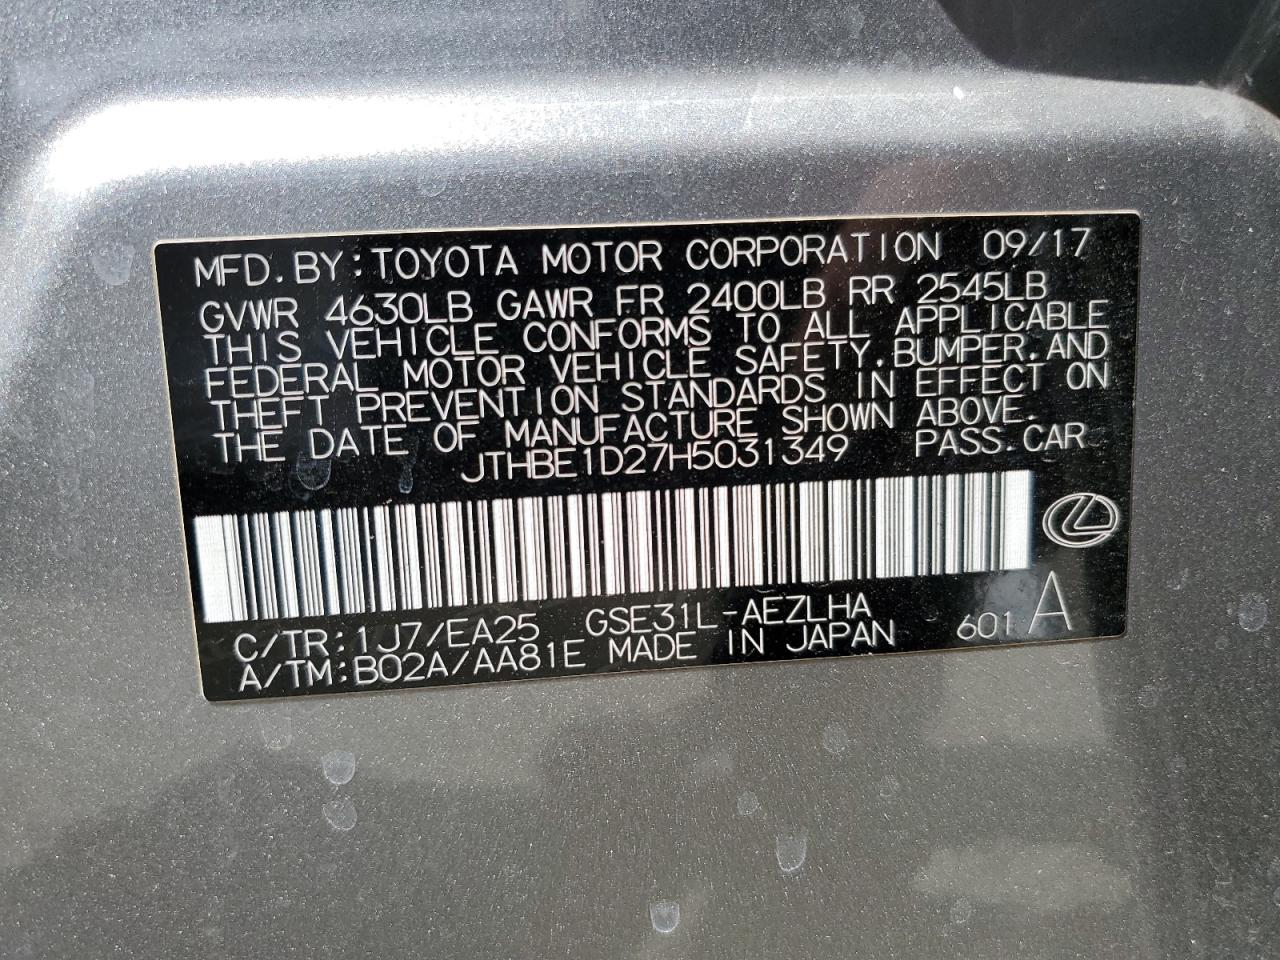 MFD.BY:TOYOTA MOTOR CORPORATION 09/17
GVWR 4630LB GAWR FR 2400LB RR 2545LB
THIS VEHICLE CONFORMS TO ALL APPLICABLE
FEDERAL MOTOR VEHICLE SAFETY,BUMPER,AND
THEFT PREVENTION STANDARDS IN EFFECT ON
THE DATE OF MANUFACTURE SHOWN ABOVE.
JTHBE1D27H5031349 PASS.CAR
C/TR:1J7/EA25 GSE31L-AEZLHA
A/TM:B02A/AA81E MADE IN JAPAN 601 A